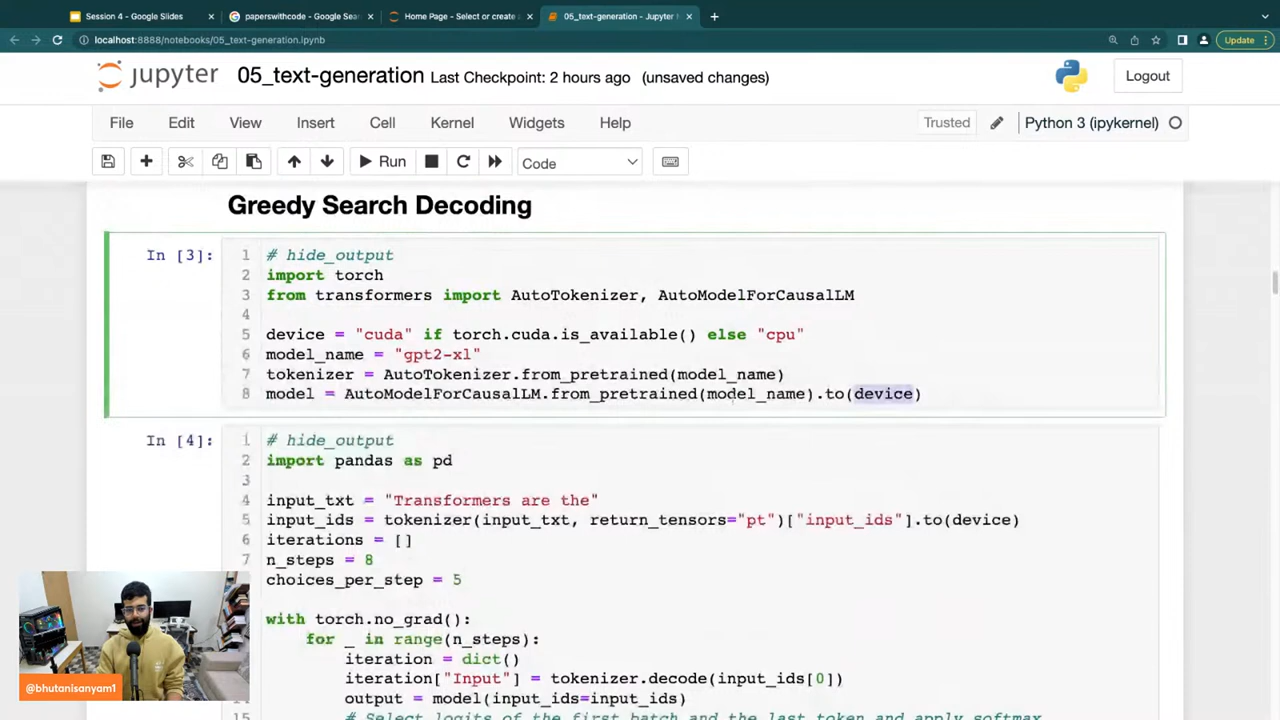 Session 4 - Google Slides
paperswithcode - Google Sear
Home Page - Select or create a
05_text-generation - Jupyter
localhost:8888/notebooks/05_text-generation.ipynb
Update
jupyter 05_text-generation Last Checkpoint: 2 hours ago (unsaved changes)
Logout
File Edit View Insert Cell Kernel Widgets Help Trusted Python 3 (ipykernel)
Run Code
Greedy Search Decoding
In [3]:
1 # hide_output
2 import torch
3 from transformers import AutoTokenizer, AutoModelForCausalLM
4
5 device = "cuda" if torch.cuda.is_available() else "cpu"
6 model_name = "gpt2-xl"
7 tokenizer = AutoTokenizer.from_pretrained(model_name)
8 model = AutoModelForCausalLM.from_pretrained(model_name).to(device)
In [4]:
1 # hide_output
2 import pandas as pd
3
4 input_txt = "Transformers are the"
5 input_ids = tokenizer(input_txt, return_tensors="pt")["input_ids"].to(device)
6 iterations = []
7 n_steps = 8
choices_per_step = 5
with torch.no_grad():
for _ in range(n_steps):
iteration = dict()
iteration["Input"] = tokenizer.decode(input_ids[0])
output = model(input_ids=input_ids)
15 # Select logits of the first batch and the last token and apply softmax
@bhutanisanyam1